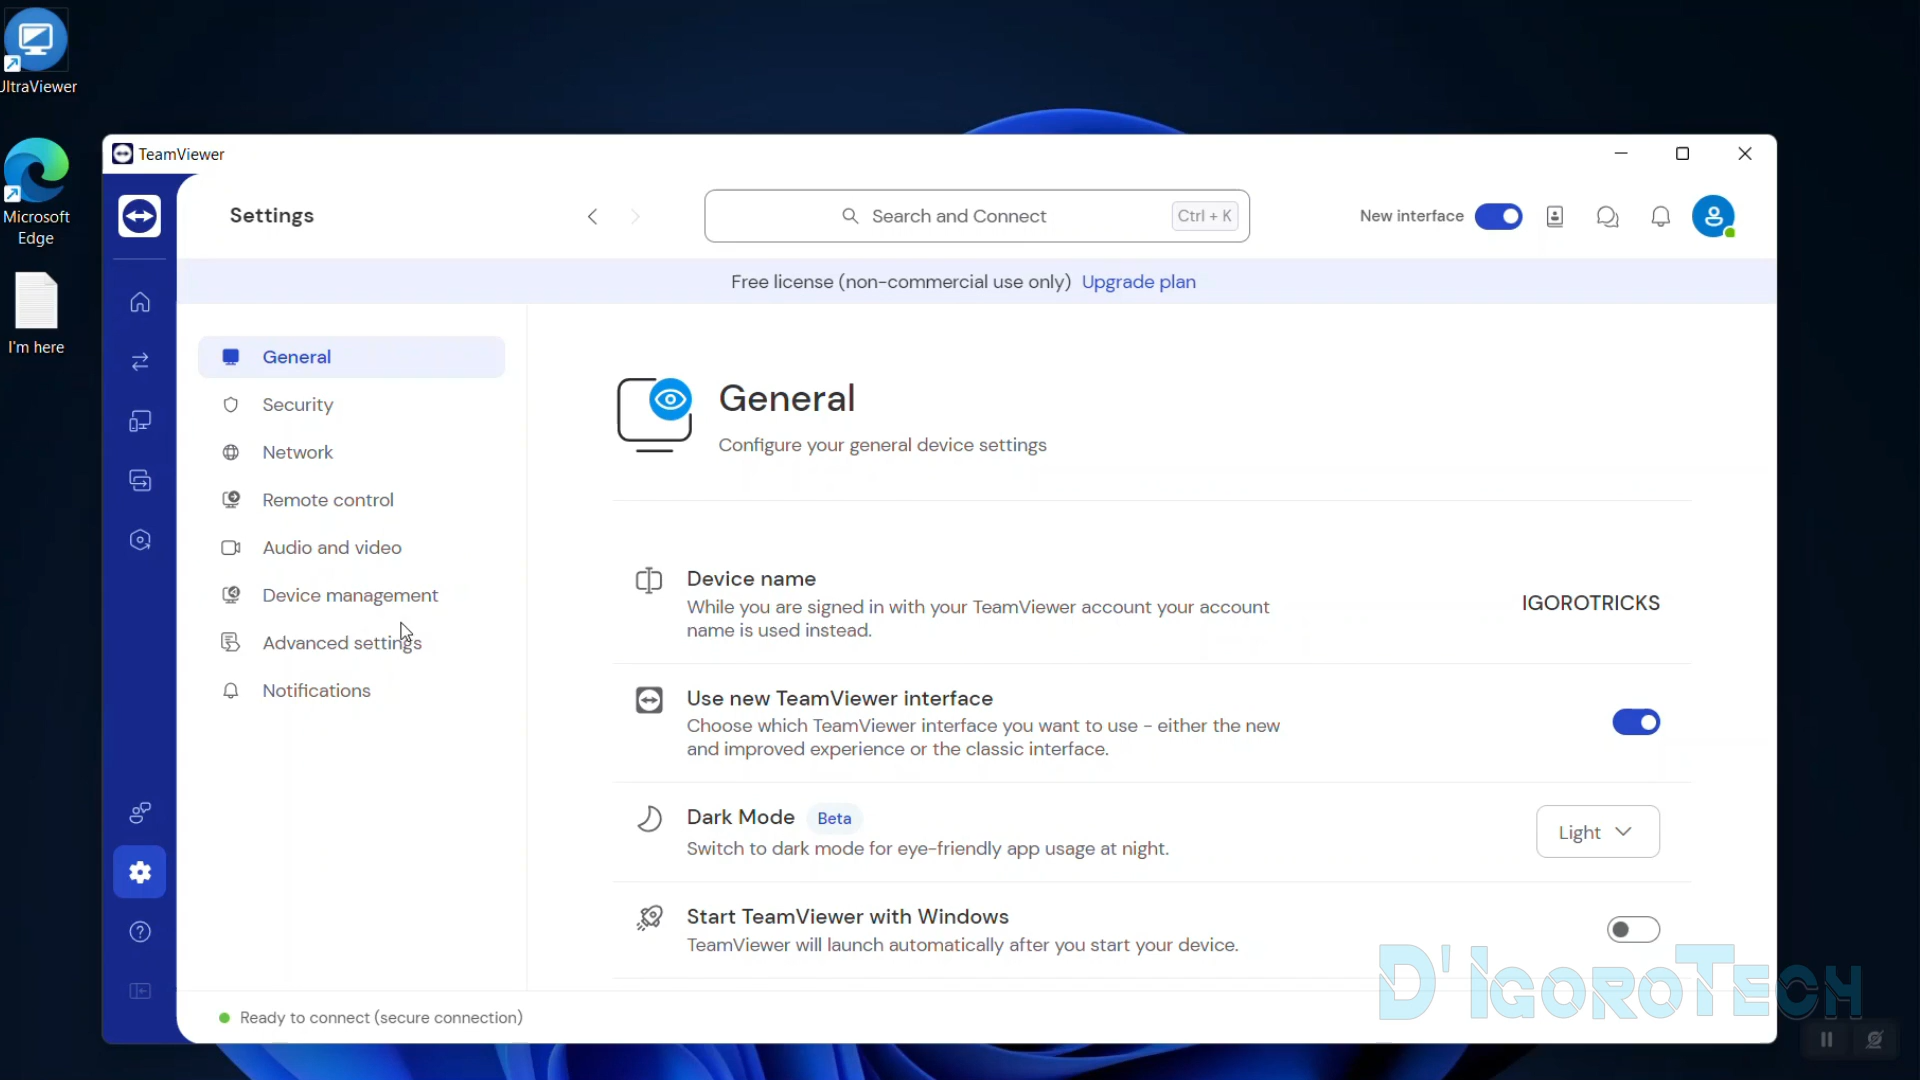 UltraViewer
Microsoft
Edge
I'm here
TeamViewer
Settings
Search and Connect
Ctrl + K
New interface
Free license (non-commercial use only) Upgrade plan
General
Security
Network
Remote control
Audio and video
Device management
Advanced settings
Notifications
General
Configure your general device settings
Device name
While you are signed in with your TeamViewer account your account
name is used instead.
IGOROTRICKS
Use new TeamViewer interface
Choose which TeamViewer interface you want to use - either the new
and improved experience or the classic interface.
Dark Mode Beta
Switch to dark mode for eye-friendly app usage at night.
Light
Start TeamViewer with Windows
TeamViewer will launch automatically after you start your device.
Ready to connect (secure connection)
D' IGOROTECH